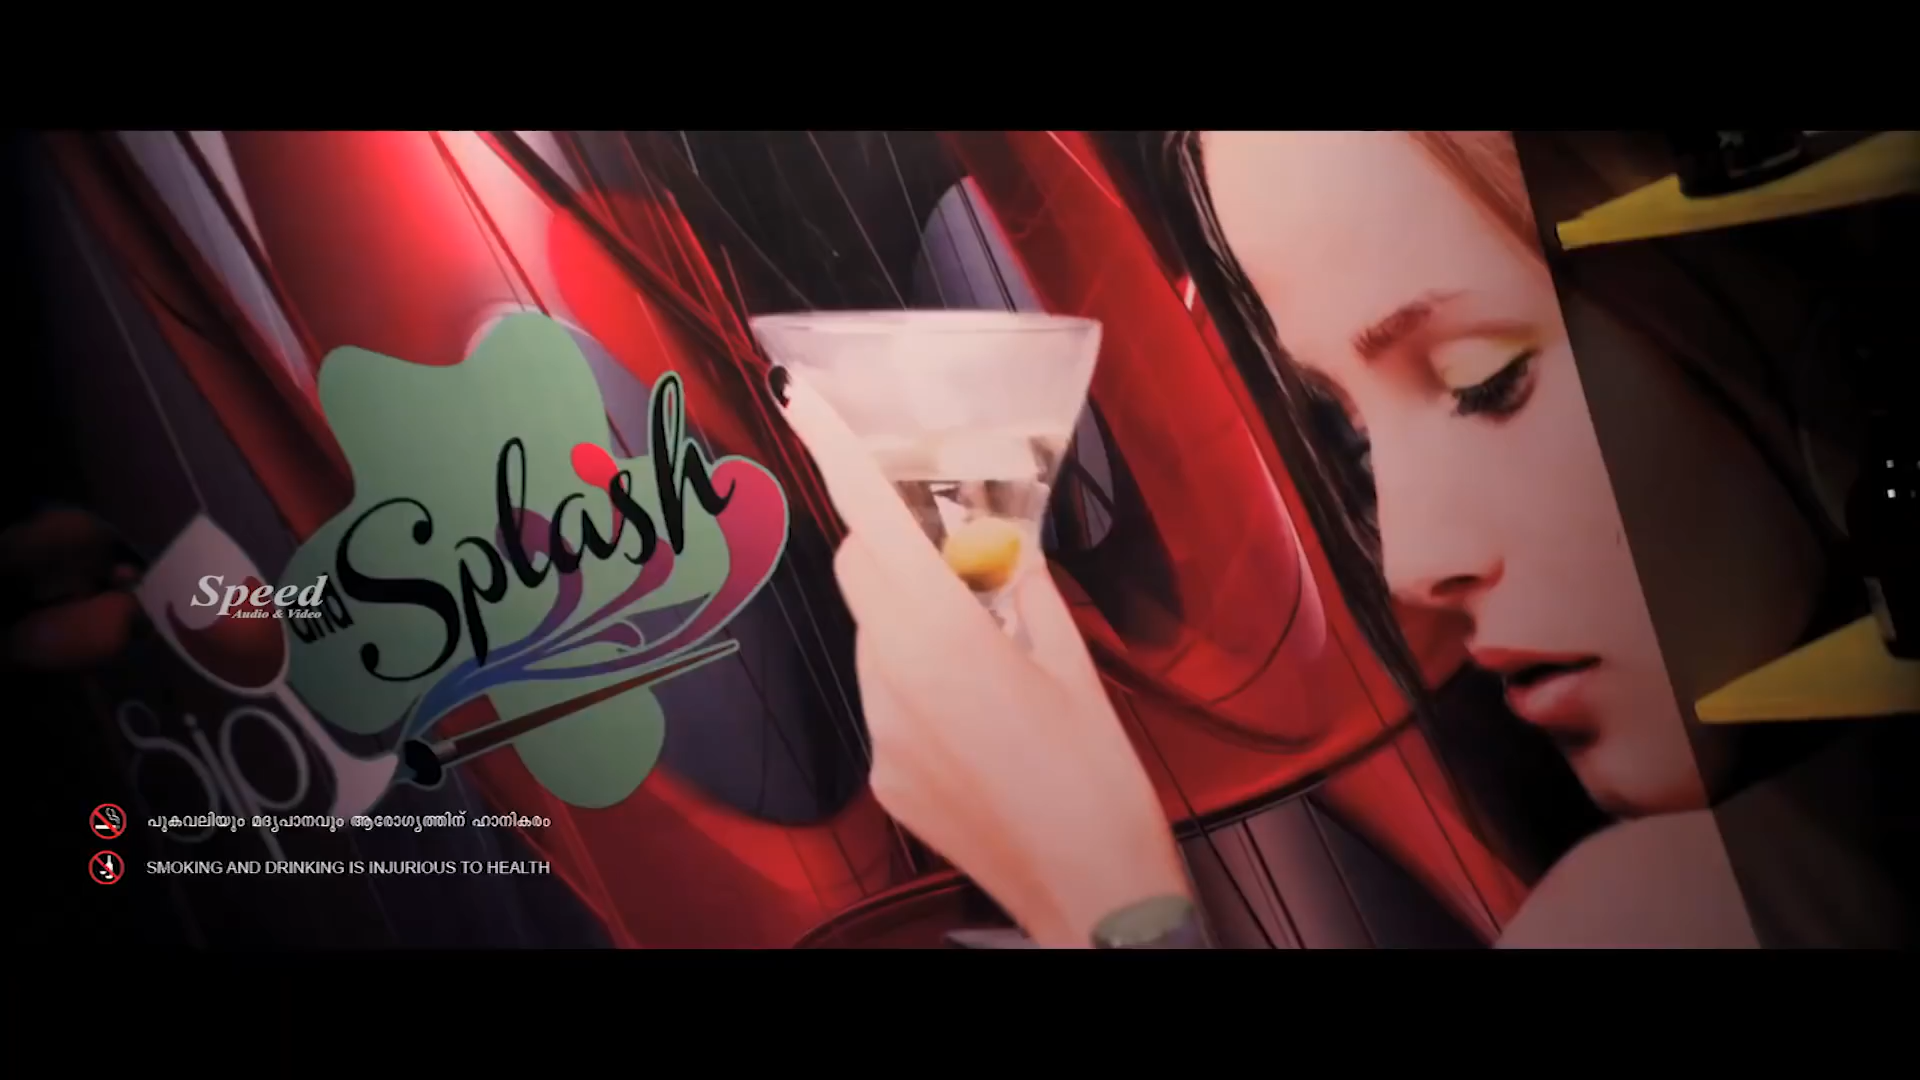 Sip
and
Splash
Speed
Audio & Video
പുകവലിയും മദ്യപാനവും ആരോഗ്യത്തിന് ഹാനികരം
SMOKING AND DRINKING IS INJURIOUS TO HEALTH